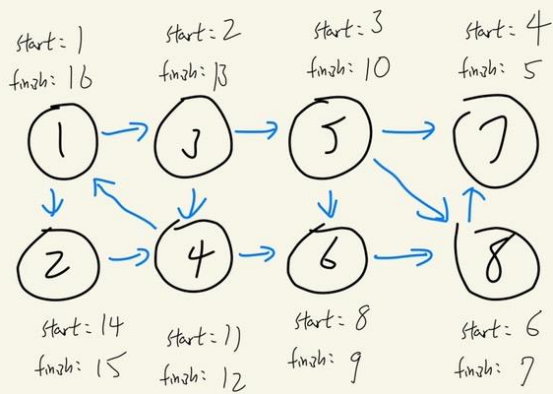 start: 1
finish: 16
start: 2
finish: 13
start: 3
finish: 10
start: 4
finish: 5
1
3
5
7
2
4
6
8
start: 14
finish: 15
start: 11
finish: 12
start: 8
finish: 9
start: 6
finish: 7